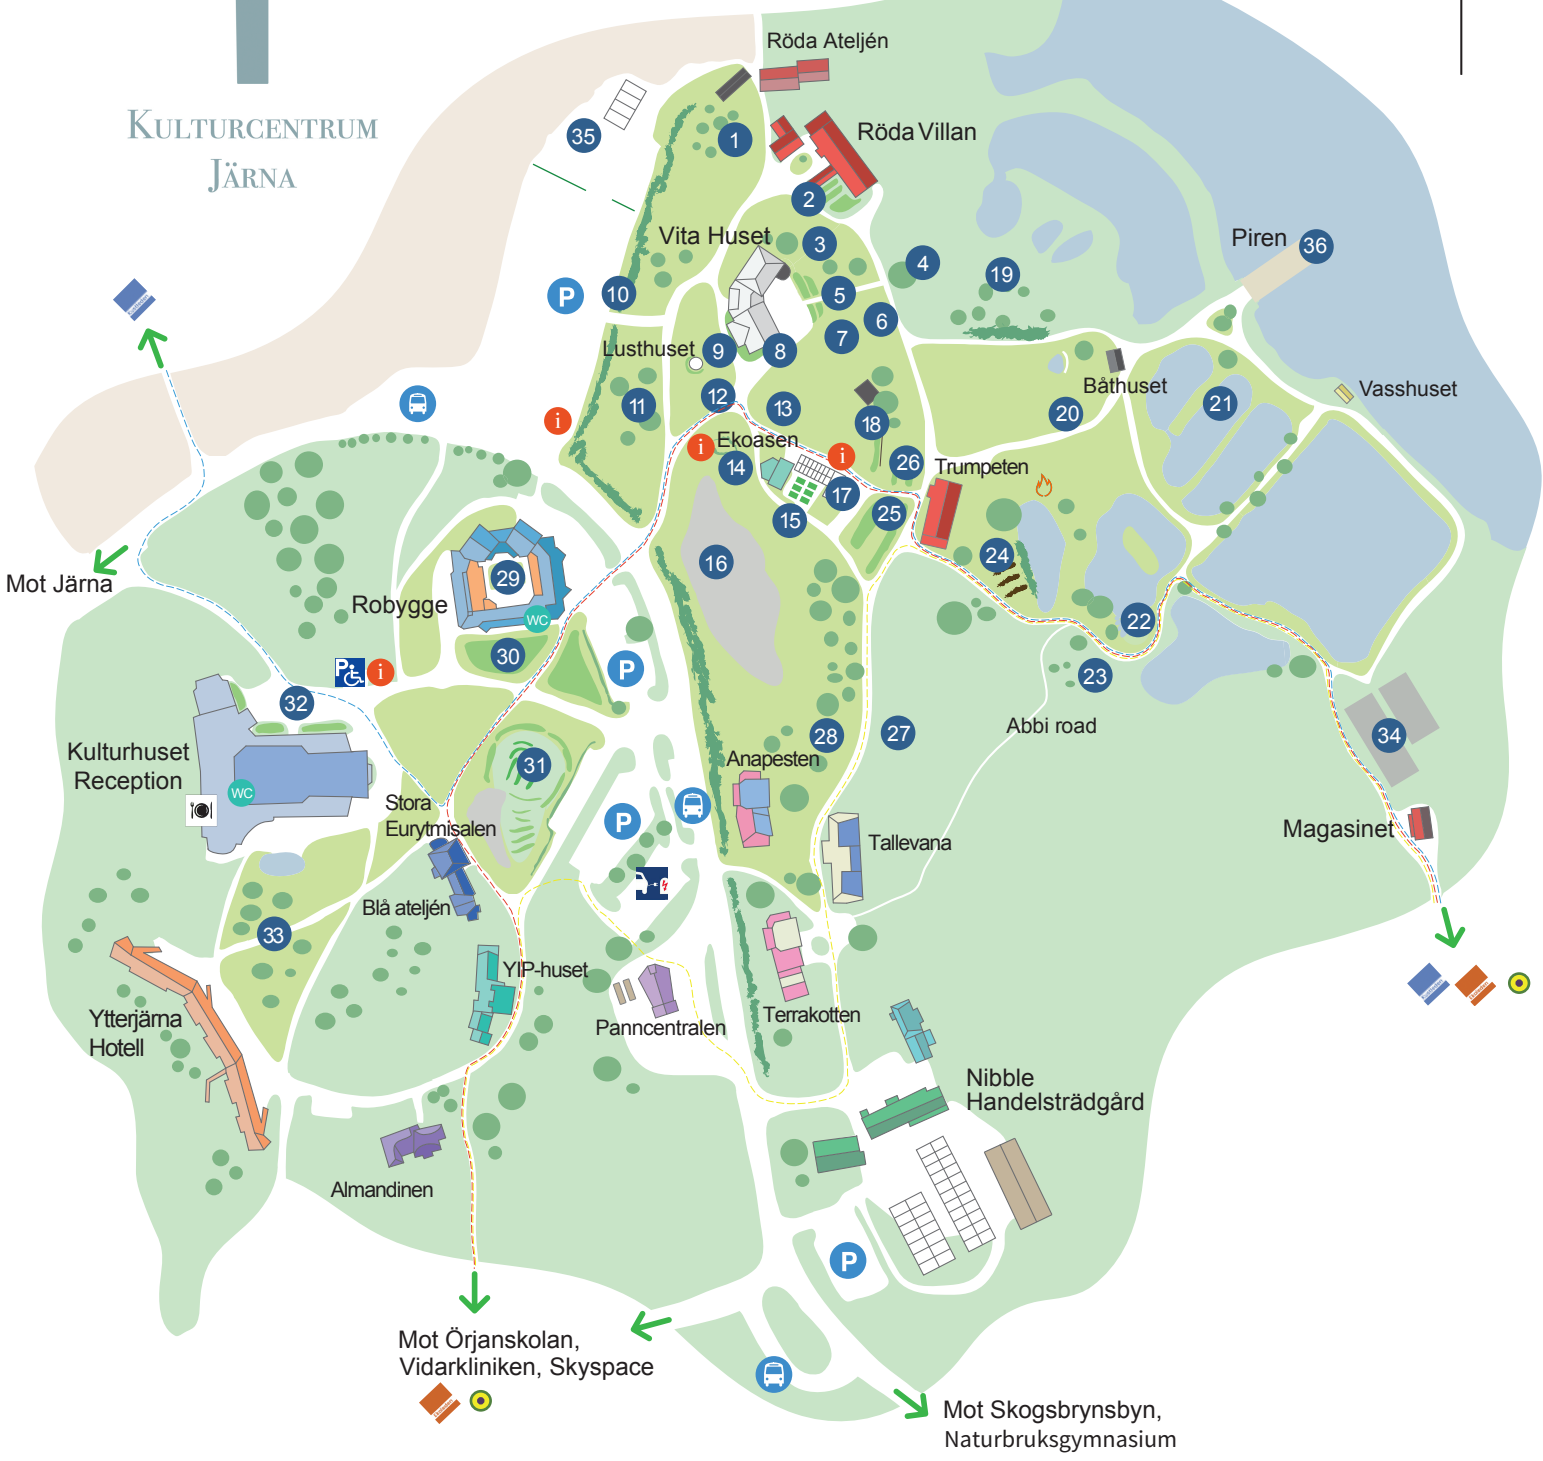 KULTURCENTRUM
JÄRNA
Röda Ateljén
35
1
Röda Villan
2
Vita Huset
3
Piren
36
4
19
10
P
5
6
7
Lusthuset
9
8
Båthuset
Vasshuset
12
11
13
20
21
i
18
Ekoasen
i
i
14
26
Trumpeten
17
25
15
16
24
Mot Järna
29
Robygge
WC
22
30
P
i
P
23
32
Abbi road
27
28
34
Kulturhuset
Reception
WC
31
Anapesten
Stora
Eurytmisalen
P
Magasinet
Tallevana
Blå ateljén
33
YIP-huset
Ytterjärna
Hotell
Panncentralen
Terrakotten
Nibble
Handelsträdgård
Almandinen
P
Mot Örjanskolan,
Vidarkliniken, Skyspace
Mot Skogsbrynsbyn,
Naturbruksgymnasium